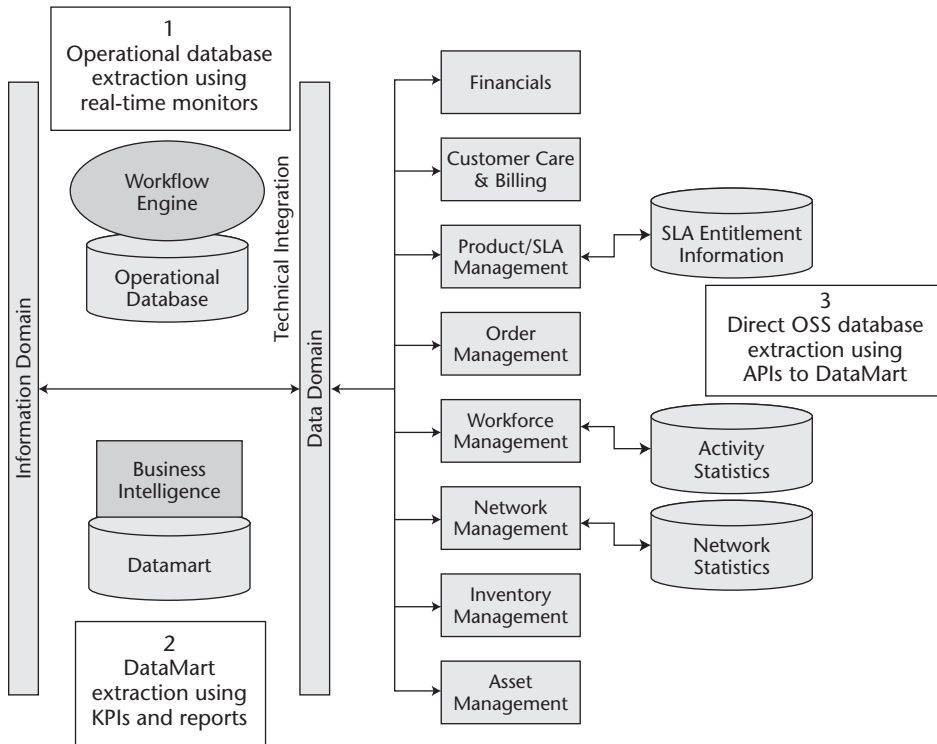 1
Operational database
extraction using
real-time monitors
Information Domain
Workflow
Engine
Operational
Database
Technical Integration
Data Domain
Business
Intelligence
Datamart
2
DataMart
extraction using
KPIs and reports
Financials
Customer Care
& Billing
Product/SLA
Management
Order
Management
Workforce
Management
Network
Management
Inventory
Management
Asset
Management
SLA Entitlement
Information
3
Direct OSS database
extraction using
APIs to DataMart
Activity
Statistics
Network
Statistics